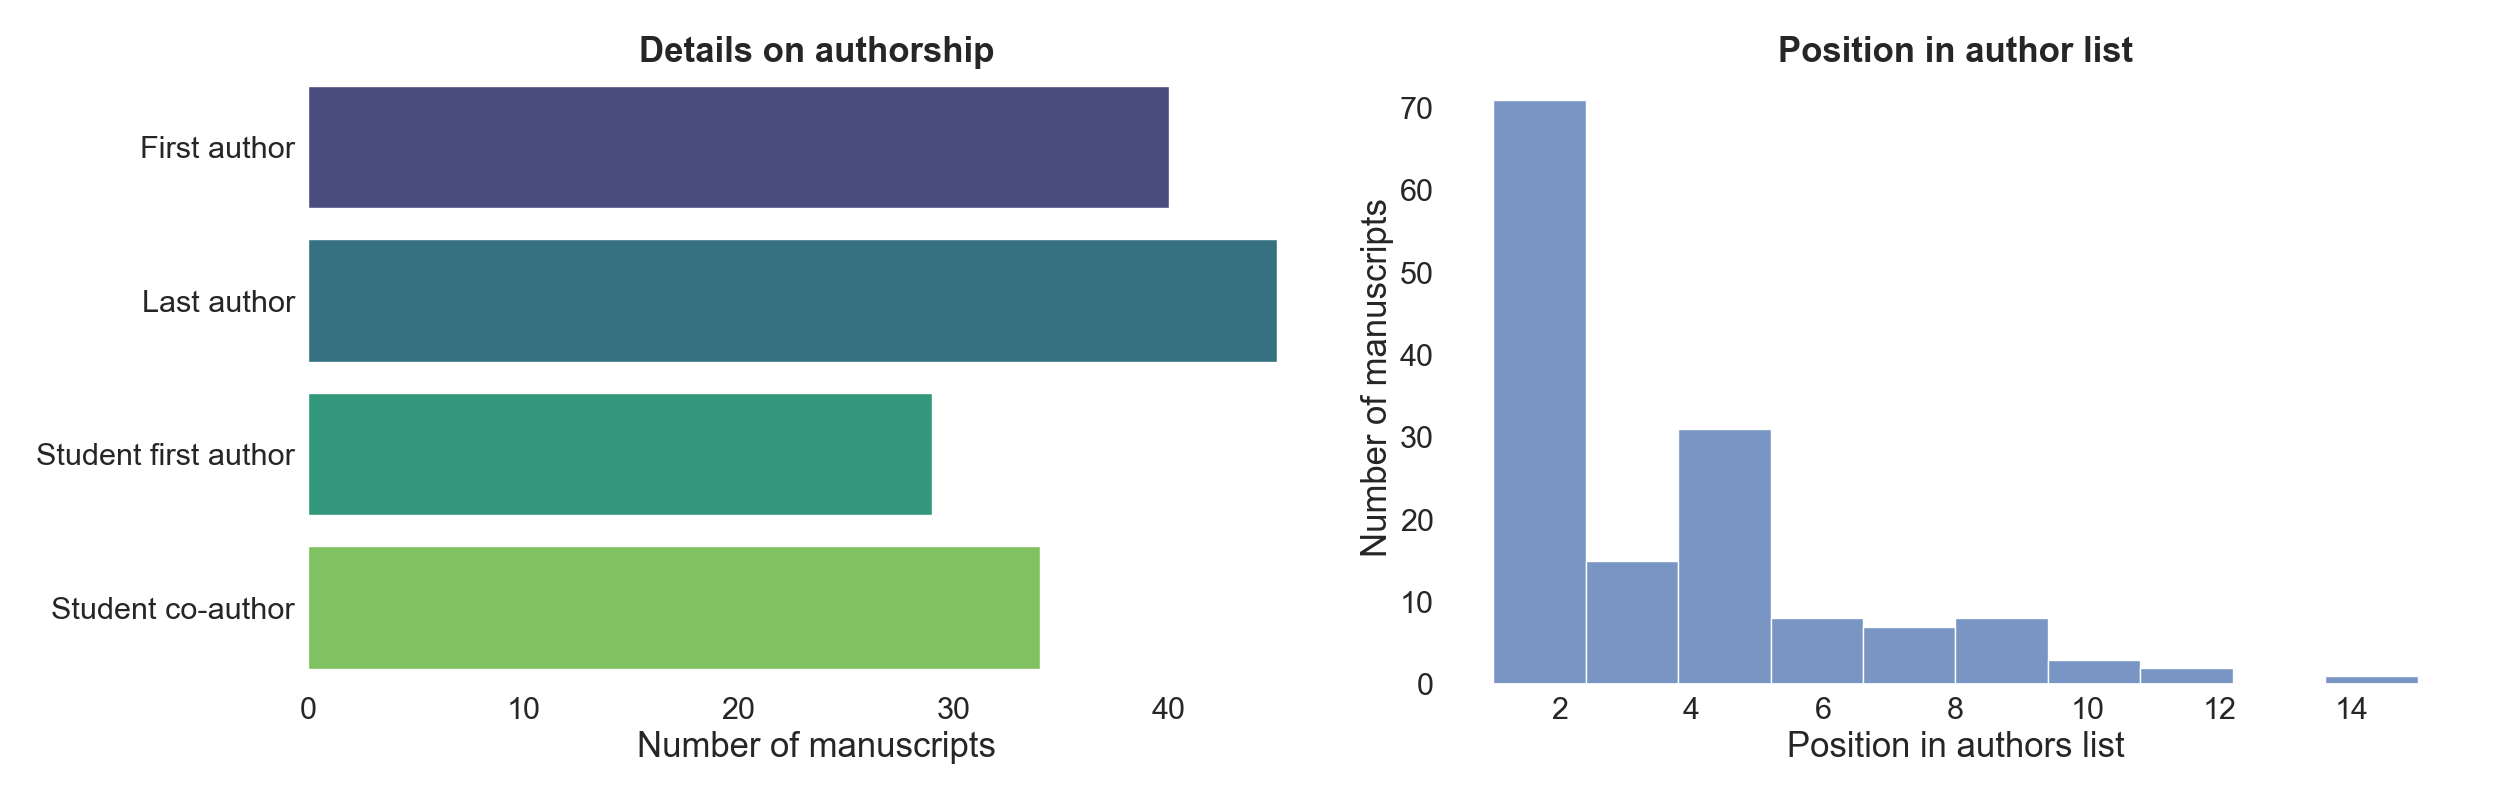 Details on authorship
First author
Last author
Student first author
Student co-author
0 10 20 30 40
Number of manuscripts
Position in author list
Number of manuscripts
70
60
50
40
30
20
10
0
2 4 6 8 10 12 14
Position in authors list